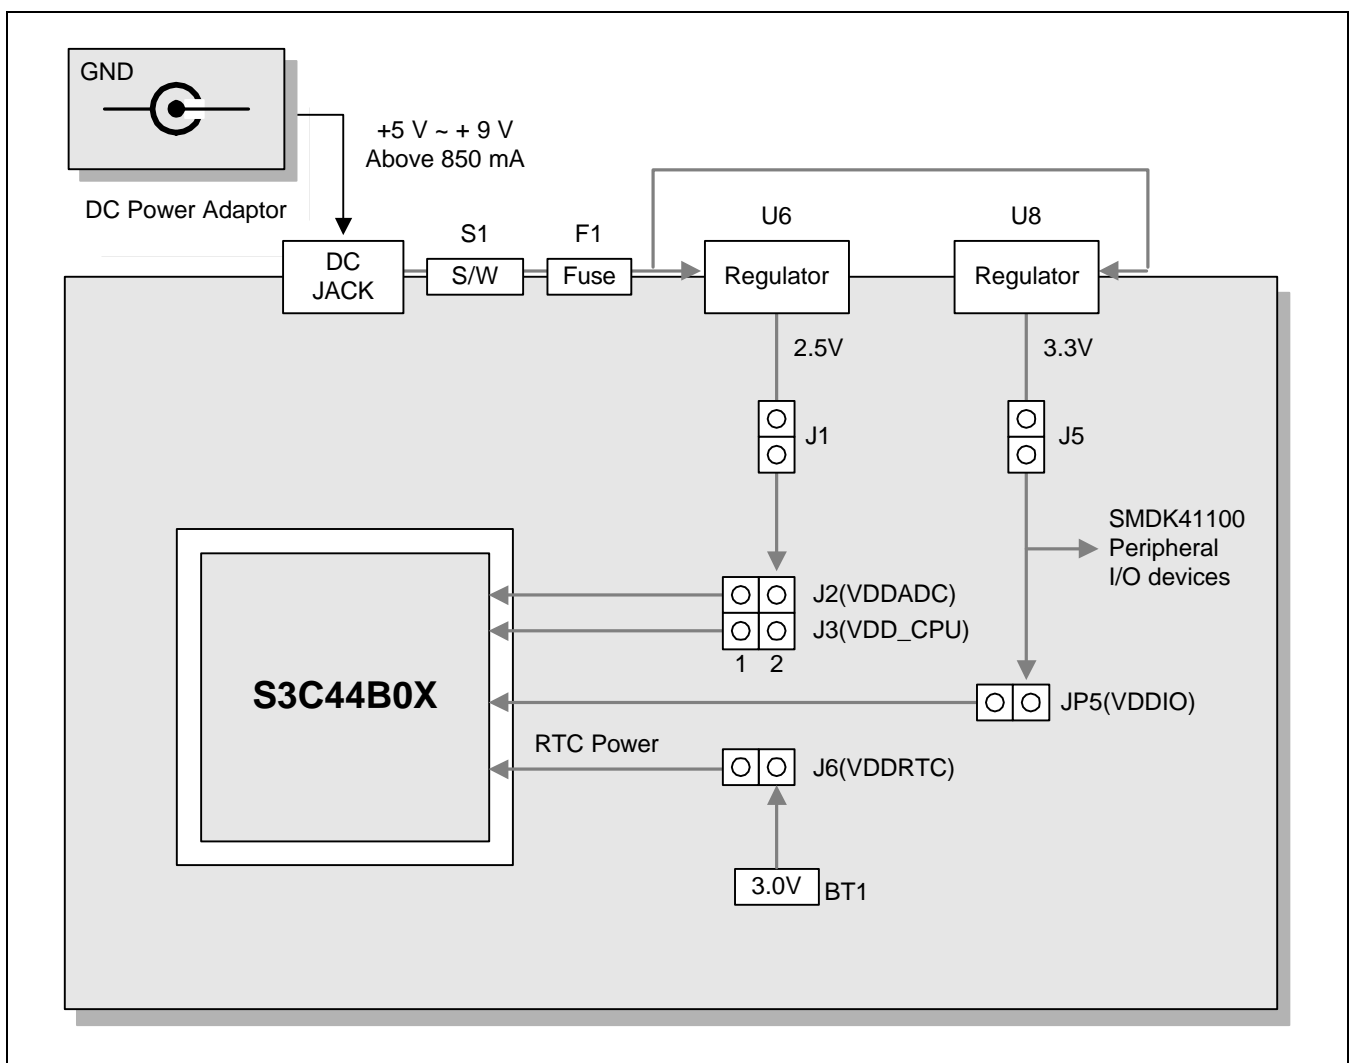 GND
+5 V ~ + 9 V
Above 850 mA
DC Power Adaptor
S1
F1
U6
U8
DC
JACK
S/W
Fuse
Regulator
Regulator
2.5V
3.3V
J1
J5
SMDK41100
Peripheral
I/O devices
J2(VDDADC)
J3(VDD_CPU)
1 2
S3C44B0X
JP5(VDDIO)
RTC Power
J6(VDDRTC)
3.0V
BT1